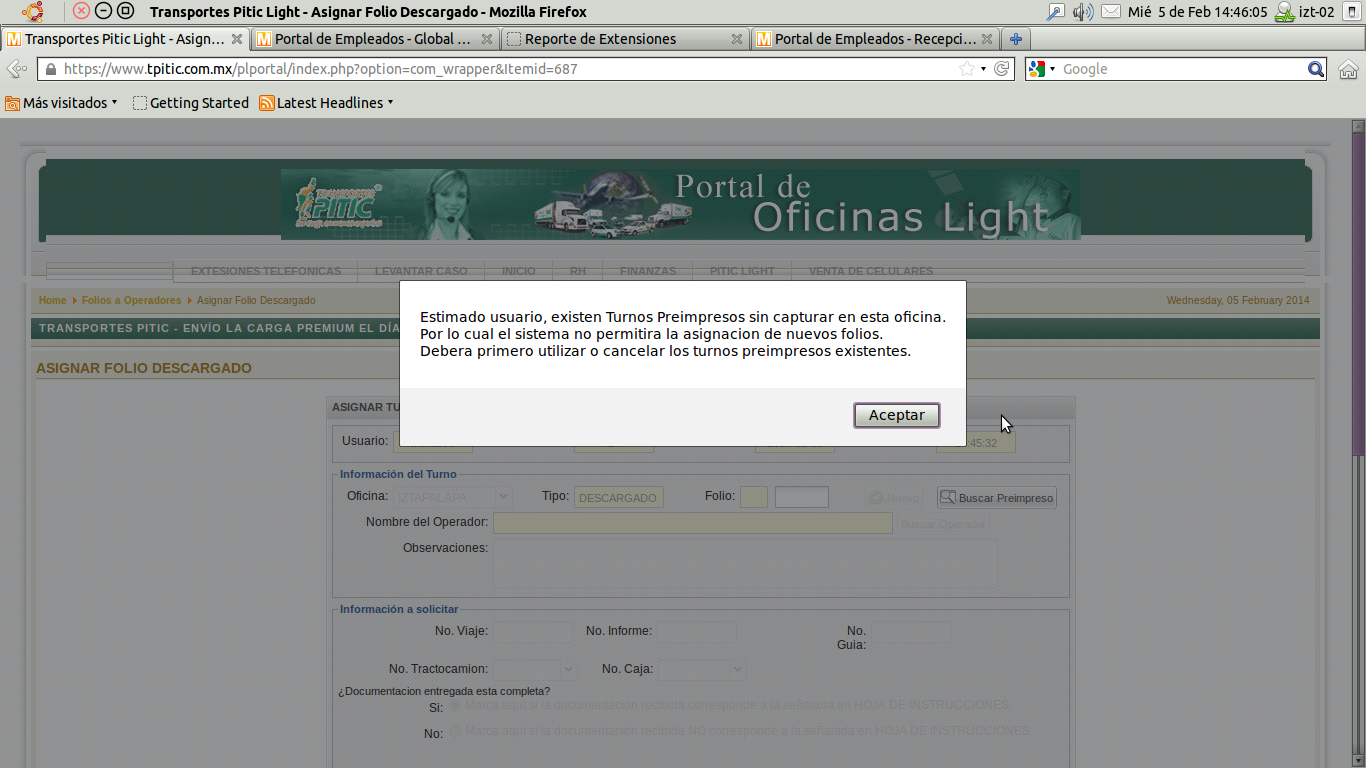 Transportes Pitic Light - Asignar Folio Descargado - Mozilla Firefox
Mié 5 de Feb 14:46:05
izt-02
Transportes Pitic Light - Asign...
Portal de Empleados - Global ...
Reporte de Extensiones
Portal de Empleados - Recepci...
https://www.tpitic.com.mx/plportal/index.php?option=com_wrapper&Itemid=687
Google
Más visitados
Getting Started
Latest Headlines
TRANSPORTES
PITIC
Portal de
Oficinas Light
EXTESIONES TELEFONICAS
LEVANTAR CASO
INICIO
RH
FINANZAS
PITIC LIGHT
VENTA DE CELULARES
Home
Folios a Operadores
Asignar Folio Descargado
Wednesday, 05 February 2014
TRANSPORTES PITIC - ENVÍO LA CARGA PREMIUM EL DÍA
Estimado usuario, existen Turnos Preimpresos sin capturar en esta oficina.
Por lo cual el sistema no permitira la asignacion de nuevos folios.
Debera primero utilizar o cancelar los turnos preimpresos existentes.
Aceptar
ASIGNAR FOLIO DESCARGADO
ASIGNAR TU
Usuario:
:45:32
Información del Turno
Oficina:
IZTAPALAPA
Tipo:
DESCARGADO
Folio:
Nuevo
Buscar Preimpreso
Nombre del Operador:
Buscar Operador
Observaciones:
Información a solicitar
No. Viaje:
No. Informe:
No.
Guia:
No. Tractocamion:
No. Caja:
¿Documentacion entregada esta completa?
Si:
Marca aqui si la documentación recibida corresponde a la señalada en HOJA DE INSTRUCCIONES.
No:
Marca aqui si la documentación recibida NO corresponde a la señalada en HOJA DE INSTRUCCIONES.